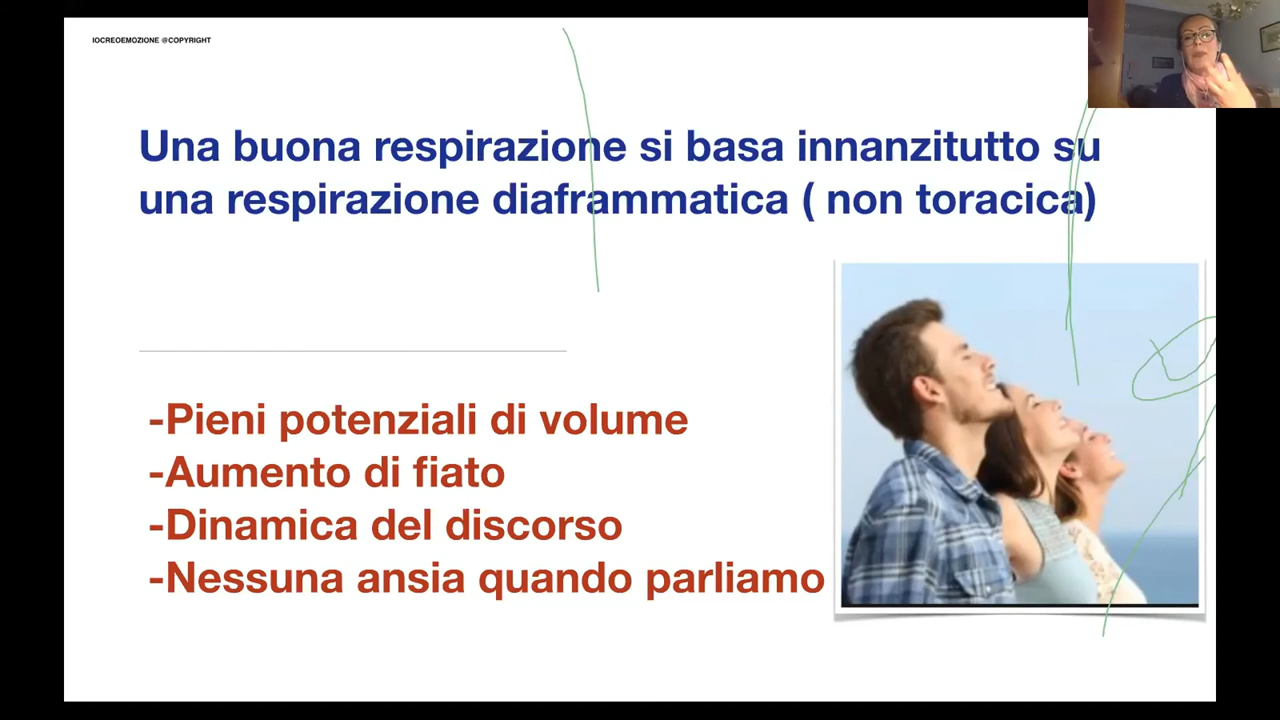 IOCREOEMOZIONE @COPYRIGHT
Una buona respirazione si basa innanzitutto su
una respirazione diaframmatica ( non toracica)
-Pieni potenziali di volume
-Aumento di fiato
-Dinamica del discorso
-Nessuna ansia quando parliamo